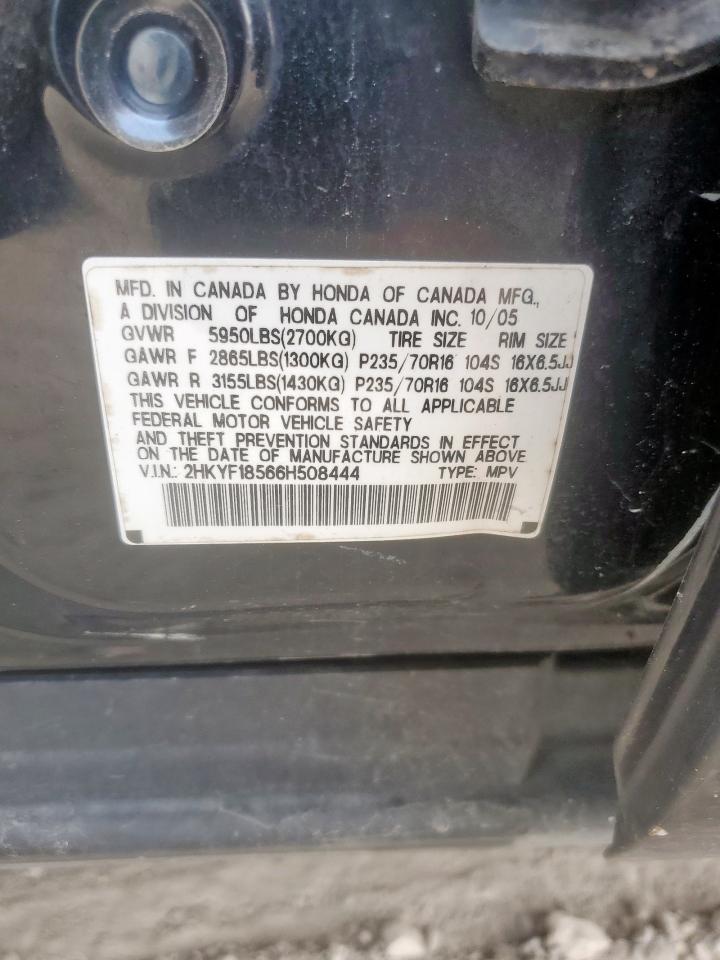 MFD. IN CANADA BY HONDA OF CANADA MFG.,
A DIVISION OF HONDA CANADA INC. 10/05
GVWR 5950LBS(2700KG) TIRE SIZE RIM SIZE
GAWR F 2865LBS(1300KG) P235/70R16 104S 16X6.5JJ
GAWR R 3155LBS(1430KG) P235/70R16 104S 16X6.5JJ
THIS VEHICLE CONFORMS TO ALL APPLICABLE
FEDERAL MOTOR VEHICLE SAFETY
AND THEFT PREVENTION STANDARDS IN EFFECT
ON THE DATE OF MANUFACTURE SHOWN ABOVE
V.I.N.: 2HKYF18566H508444 TYPE: MPV